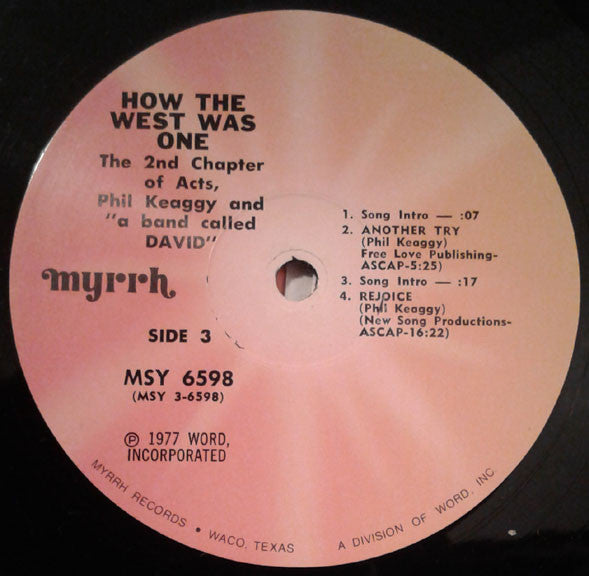 HOW THE
WEST WAS
ONE
The 2nd Chapter
of Acts,
Phil Keaggy and
"a band called
DAVID"
myrrh
SIDE 3
MSY 6598
(MSY 3-6598)
℗ 1977 WORD,
INCORPORATED
1. Song Intro — :07
2. ANOTHER TRY
(Phil Keaggy)
Free Love Publishing-
ASCAP-5:25)
3. Song Intro — :17
4. REJOICE
(Phil Keaggy)
(New Song Productions-
ASCAP-16:22)
MYRRH RECORDS • WACO, TEXAS A DIVISION OF WORD, INC.